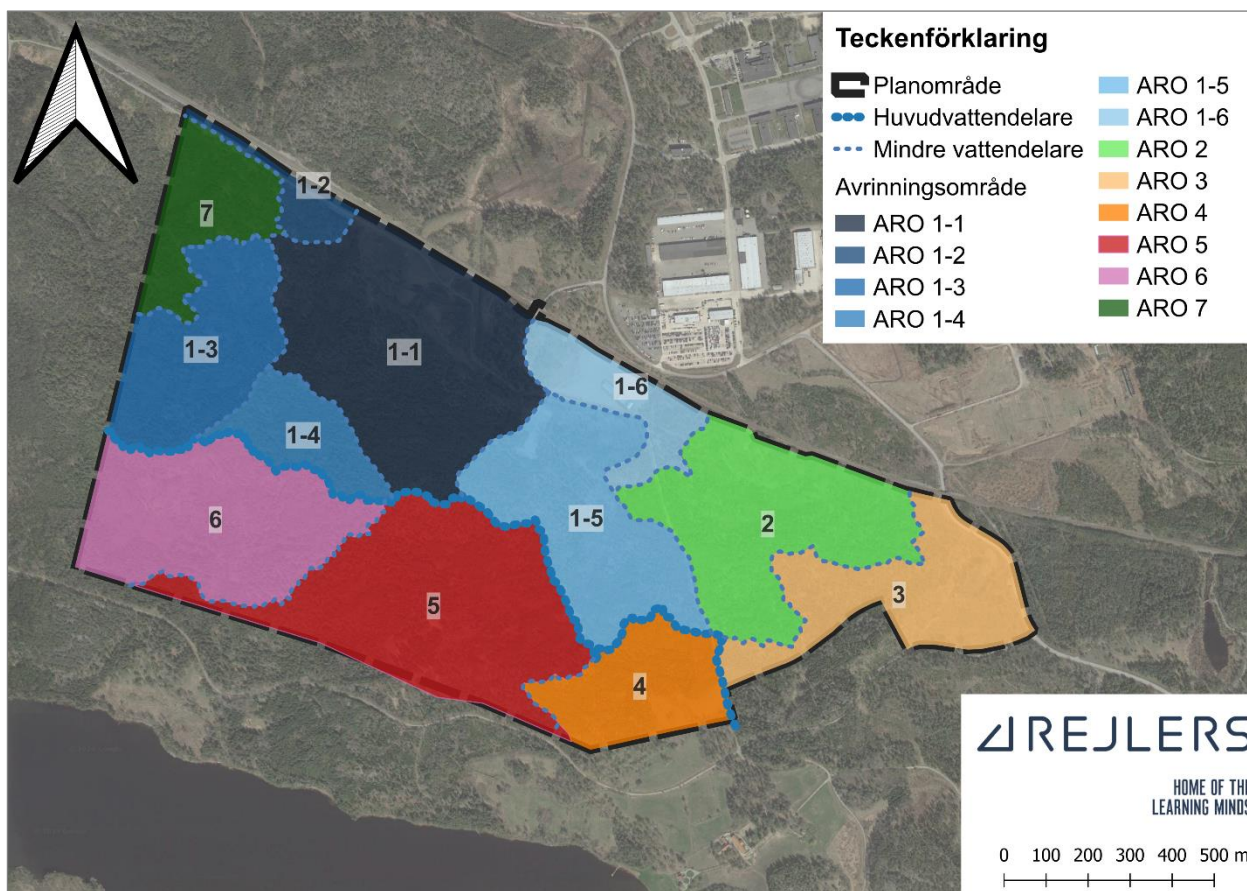 Teckenförklaring
Planområde
Huvudvattendelare
Mindre vattendelare
Avrinningsområde
ARO 1-1
ARO 1-2
ARO 1-3
ARO 1-4
ARO 1-5
ARO 1-6
ARO 2
ARO 3
ARO 4
ARO 5
ARO 6
ARO 7
1-2
7
1-3
1-1
1-6
1-4
6
1-5
2
5
3
4
REJLERS
HOME OF THE
LEARNING MINDS
0 100 200 300 400 500 m